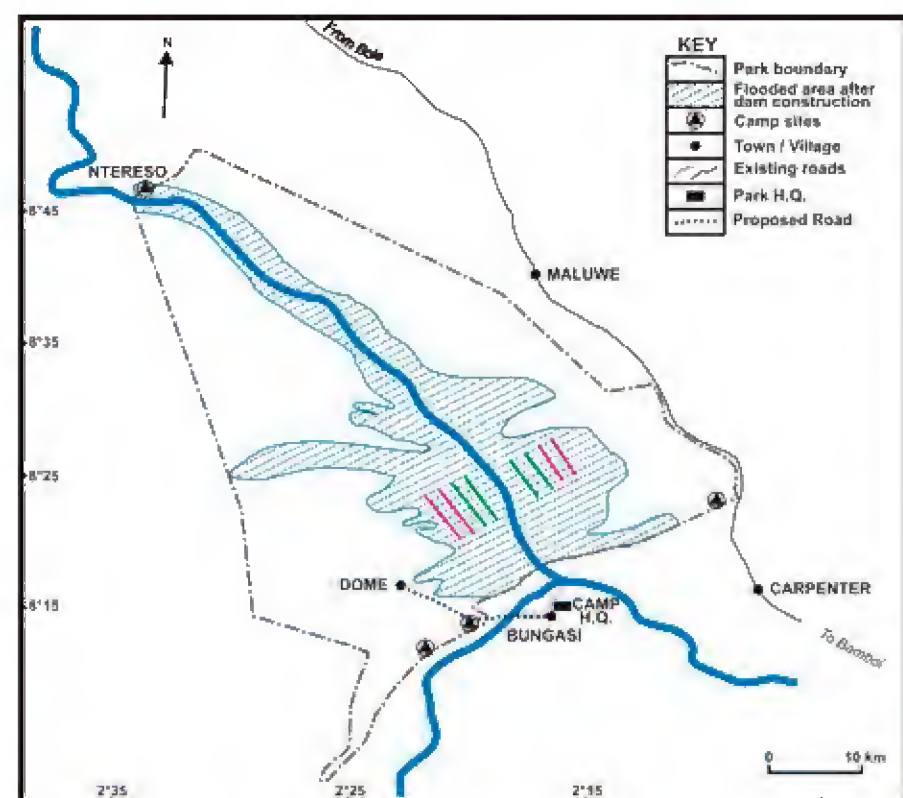 From Bole
N
KEY
Park boundary
Flooded area after
dam construction
Camp sites
Town / Village
Existing roads
Park H.Q.
Proposed Road
NTERESO
8°45
MALUWE
8°35
8°25
DOME
CARPENTER
8°15
CAMP
H.Q.
BUNGASI
To Bamboi
0 10 km
2°35
2°25
2°15